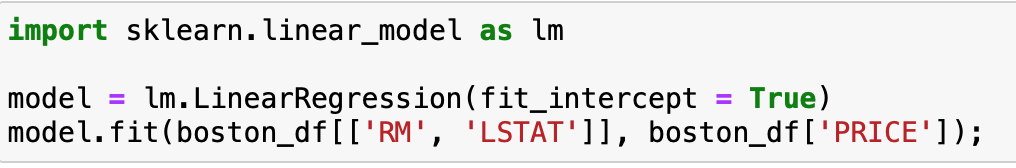 import sklearn.linear_model as lm
model = lm.LinearRegression(fit_intercept = True)
model.fit(boston_df[['RM', 'LSTAT']], boston_df['PRICE']);